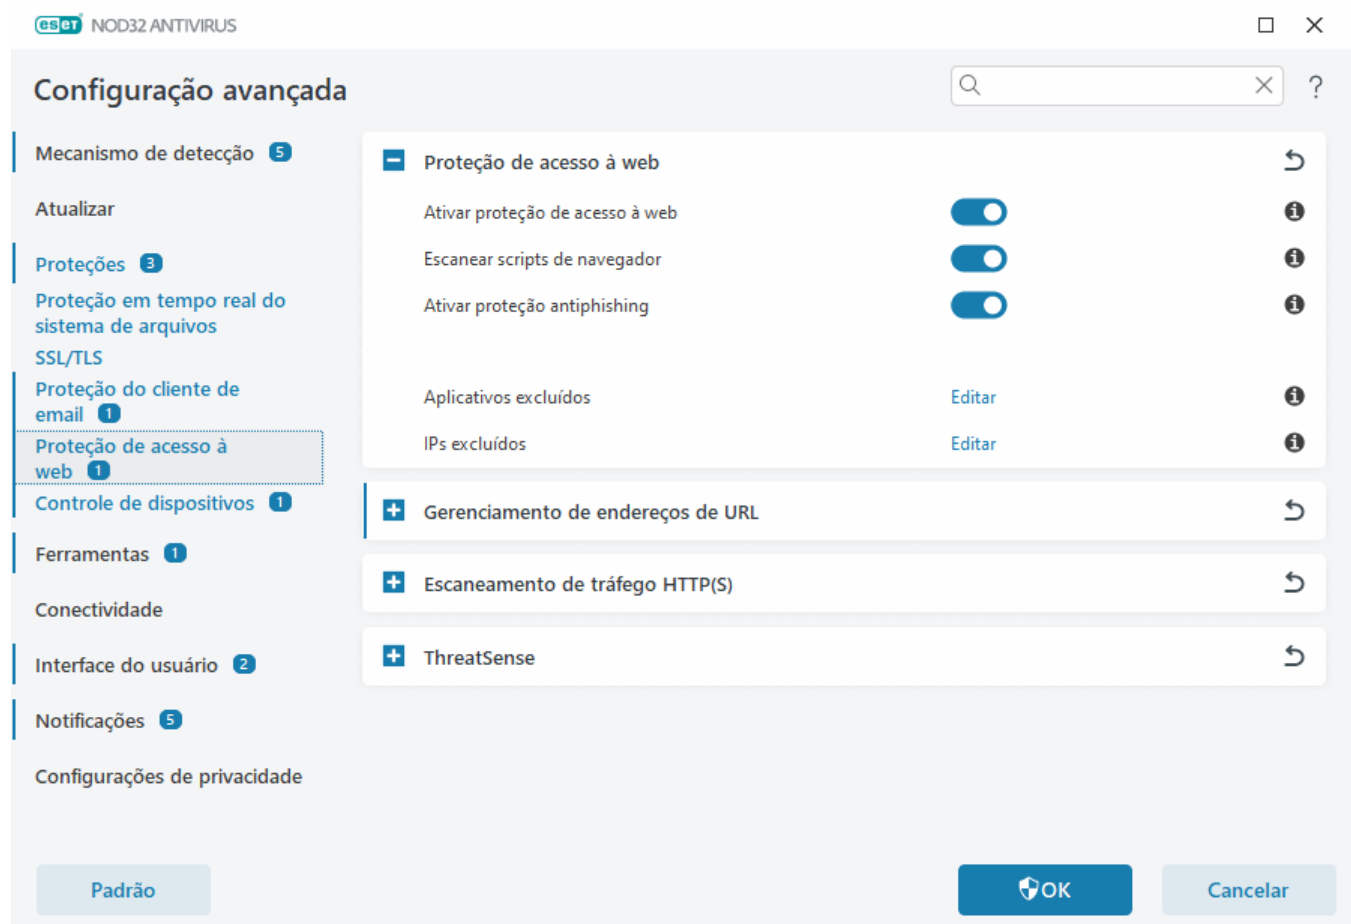 eset NOD32 ANTIVIRUS
Configuração avançada
?
Mecanismo de detecção 5
Atualizar
Proteções 3
Proteção em tempo real do
sistema de arquivos
SSL/TLS
Proteção do cliente de
email 1
Proteção de acesso à
web 1
Controle de dispositivos 1
Ferramentas 1
Conectividade
Interface do usuário 2
Notificações 5
Configurações de privacidade
Proteção de acesso à web
Ativar proteção de acesso à web
Escanear scripts de navegador
Ativar proteção antiphishing
Aplicativos excluídos Editar
IPs excluídos Editar
Gerenciamento de endereços de URL
Escaneamento de tráfego HTTP(S)
ThreatSense
Padrão
OK
Cancelar